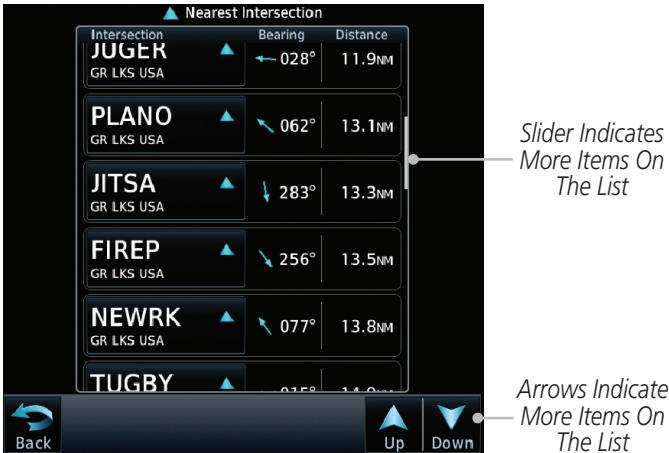 Nearest Intersection
Intersection Bearing Distance
JUGER 028° 11.9NM
GR LKS USA
PLANO 062° 13.1NM
GR LKS USA
JITSA 283° 13.3NM
GR LKS USA
FIREP 256° 13.5NM
GR LKS USA
NEWRK 077° 13.8NM
GR LKS USA
TUGBY
Back Up Down
Slider Indicates
More Items On
The List
Arrows Indicate
More Items On
The List